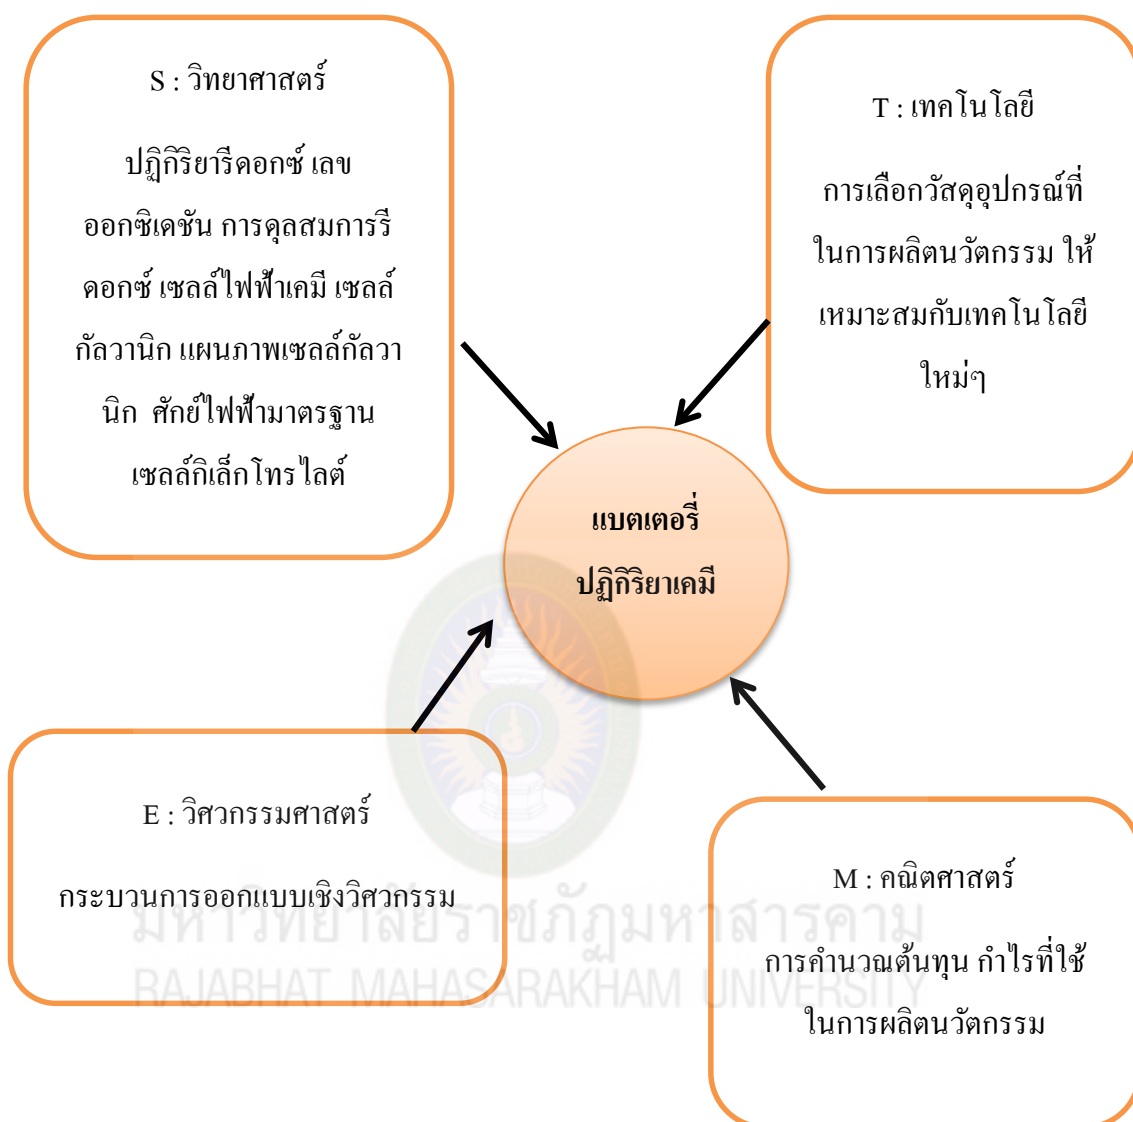 S : วิทยาศาสตร์
ปฏิกิริยารีดอกซ์ เลข
ออกซิเดชัน การดุลสมการรี
ดอกซ์ เซลล์ไฟฟ้าเคมี เซลล์
กัลวานิก แผนภาพเซลล์กัลวา
นิก ศักย์ไฟฟ้ามาตรฐาน
เซลล์กิเล็กโทรไลต์
T : เทคโนโลยี
การเลือกวัสดุอุปกรณ์ที่
ในการผลิตนวัตกรรม ให้
เหมาะสมกับเทคโนโลยี
ใหม่ๆ
แบตเตอรี่
ปฏิกิริยาเคมี
E : วิศวกรรมศาสตร์
กระบวนการออกแบบเชิงวิศวกรรม
M : คณิตศาสตร์
การคำนวณต้นทุน กำไรที่ใช้
ในการผลิตนวัตกรรม
มหาวิทยาลัยราชภัฏมหาสารคาม
RAJABHAT MAHASARAKHAM UNIVERSITY